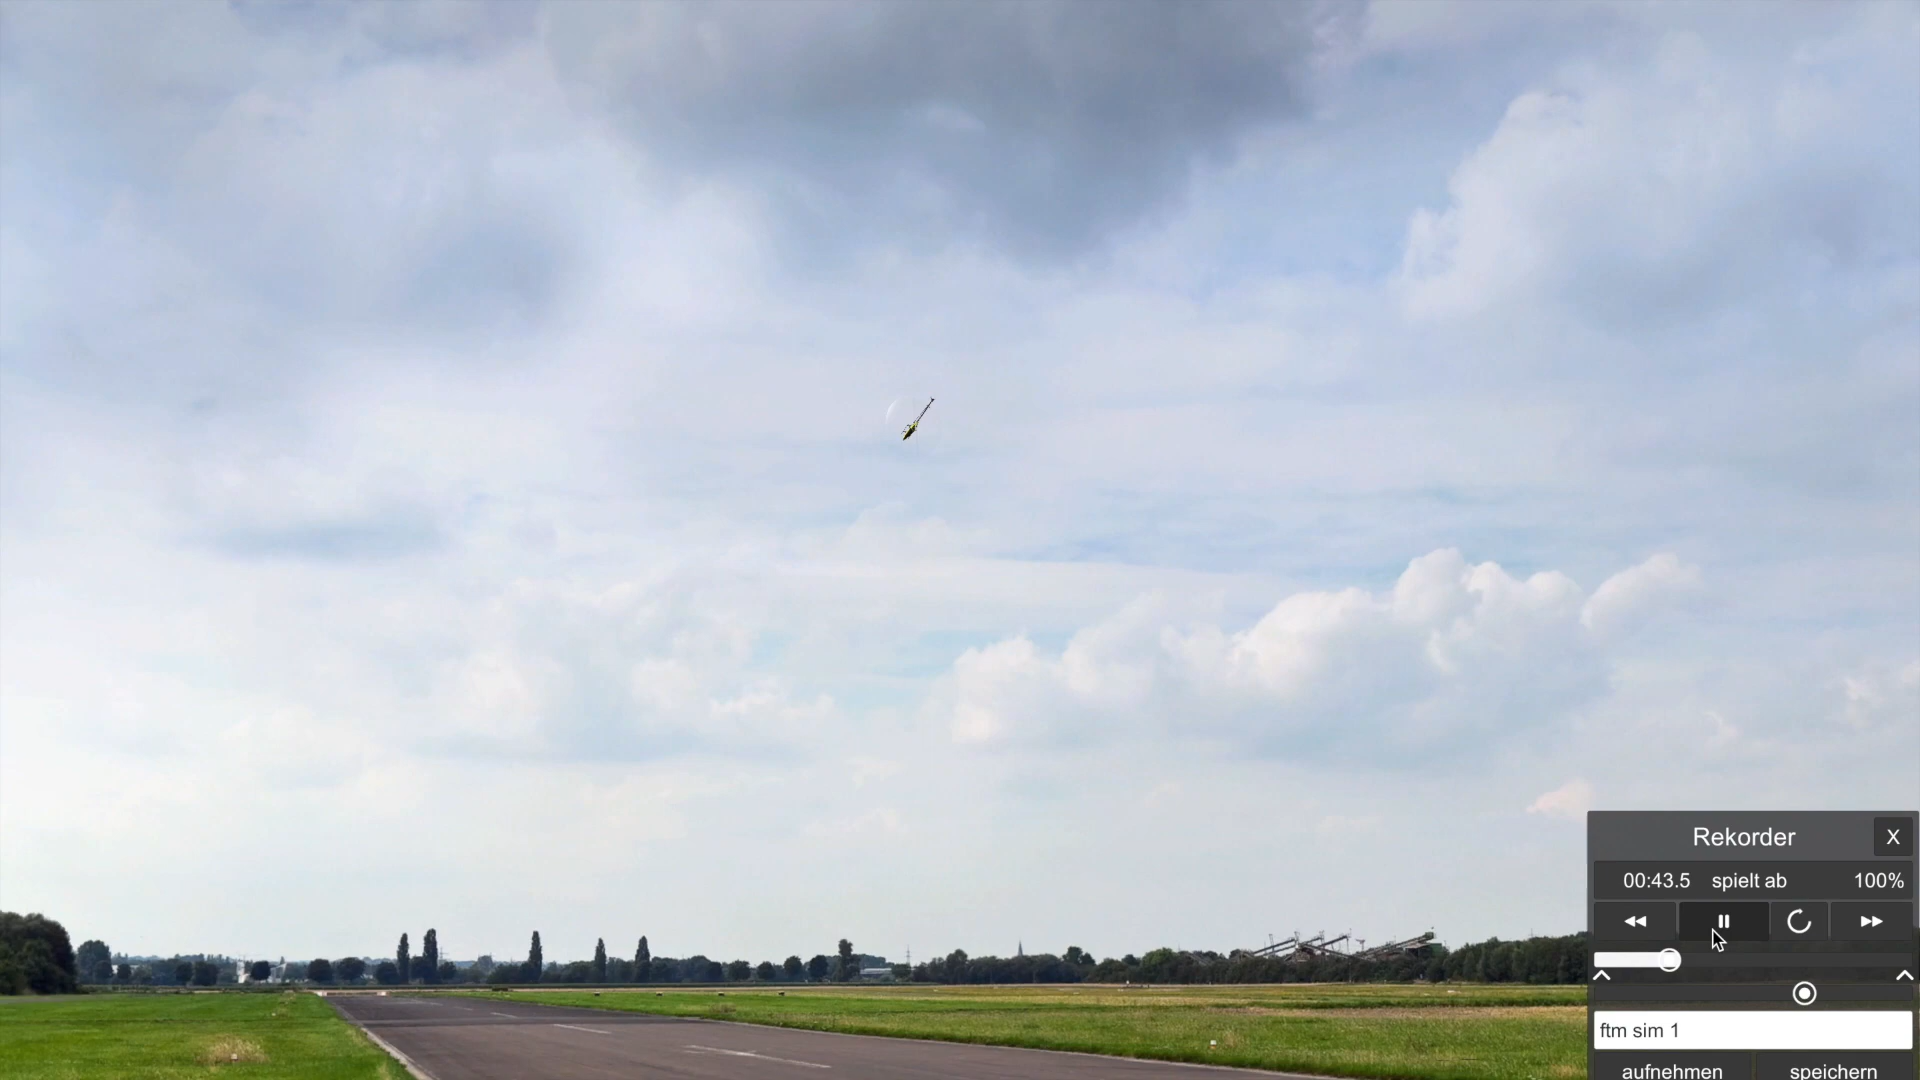 Rekorder X
00:43.5 spielt ab 100%
ftm sim 1
aufnehmen speichern